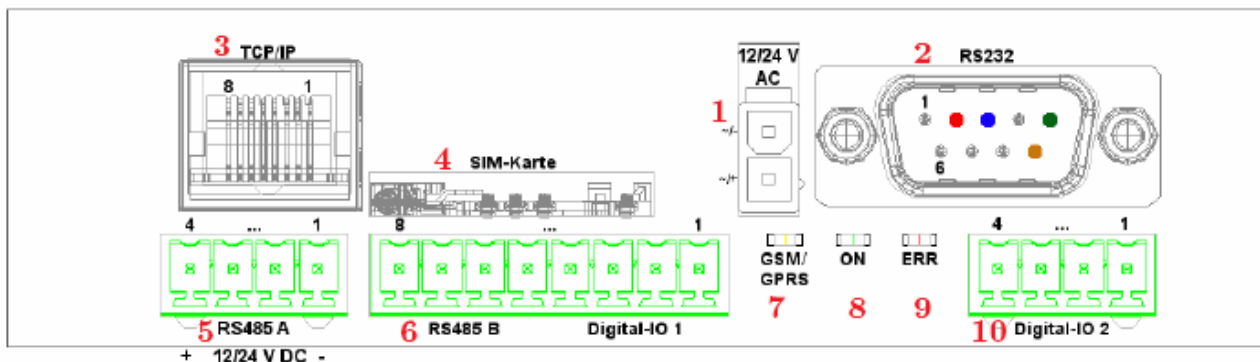 3 TCP/IP
8 1
12/24 V
AC
1
~/-
~/+
2 RS232
1
6
4 SIM-Karte
4 ... 1
8 ... 1
GSM/
GPRS
ON
ERR
4 ... 1
7 8 9
5 RS485 A
6 RS485 B Digital-IO 1
10 Digital-IO 2
+ 12/24 V DC -